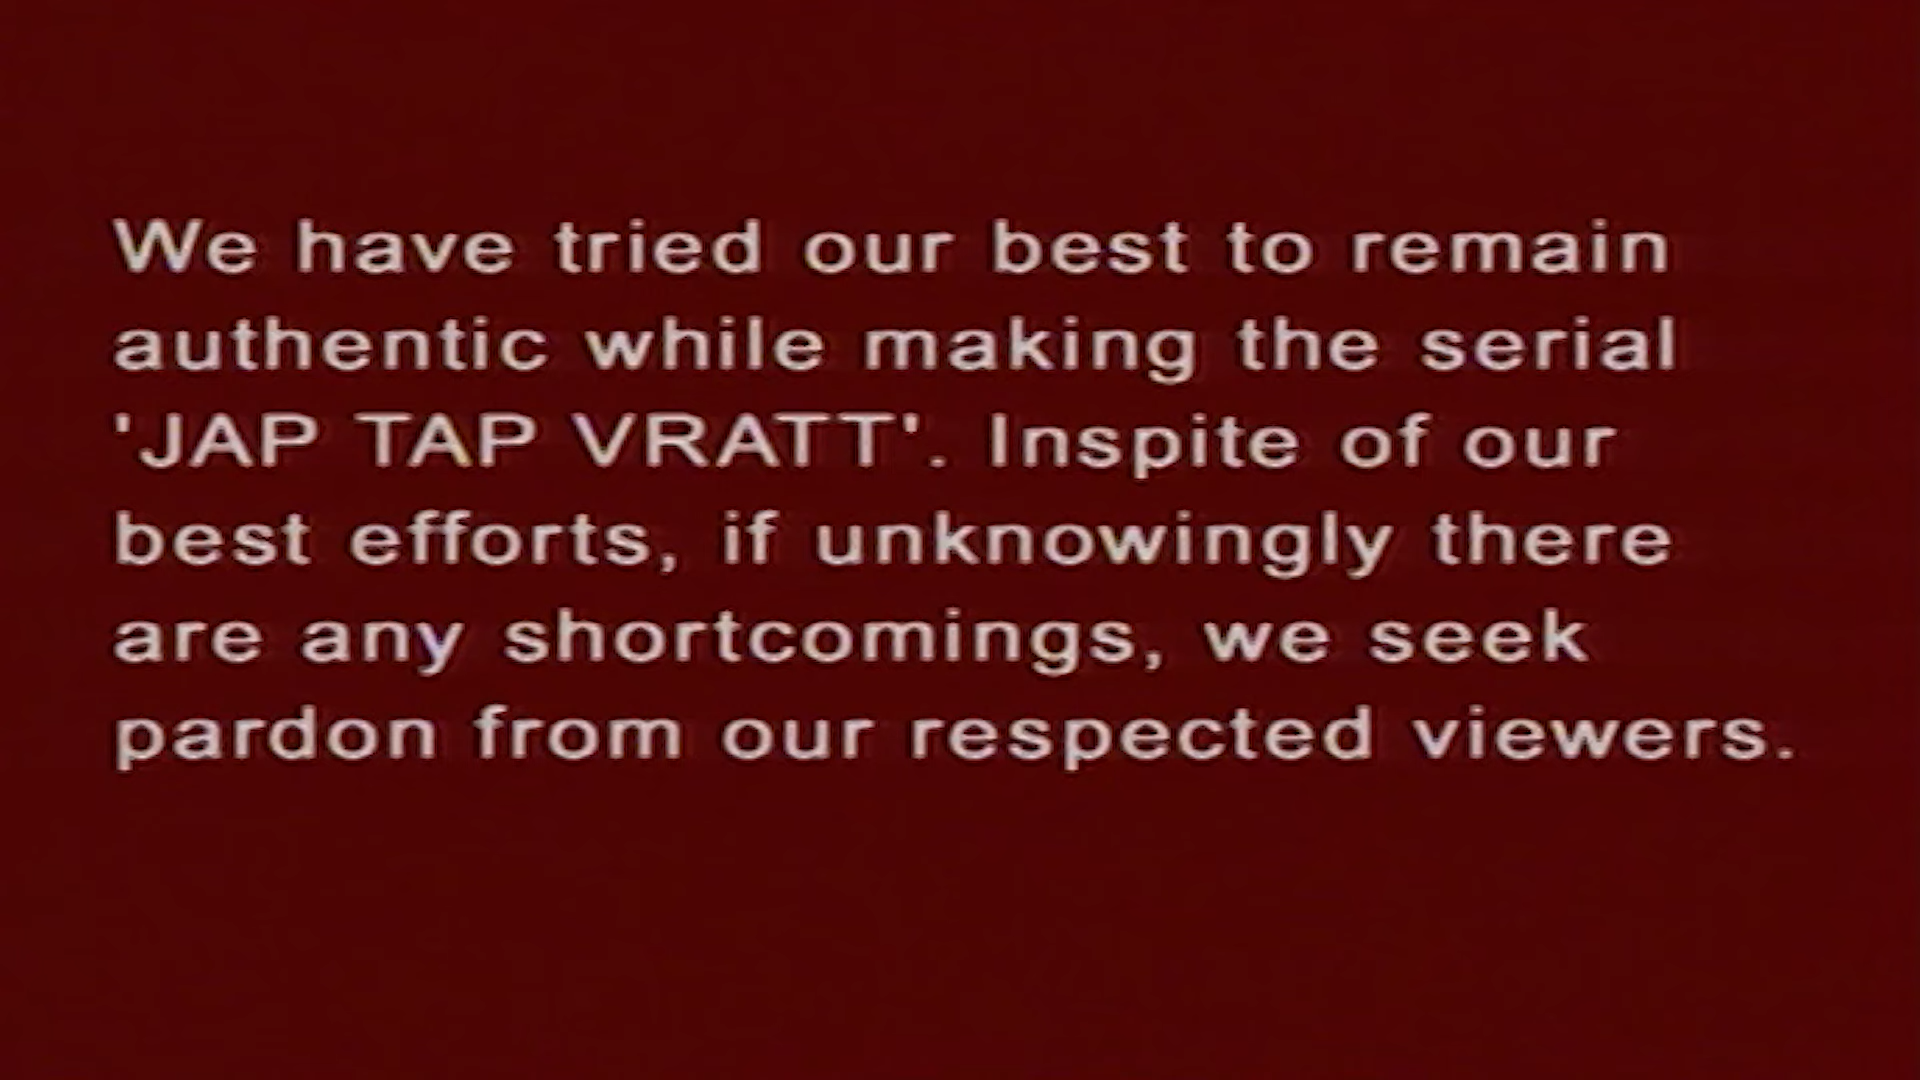 We have tried our best to remain
authentic while making the serial
'JAP TAP VRATT'. Inspite of our
best efforts, if unknowingly there
are any shortcomings, we seek
pardon from our respected viewers.